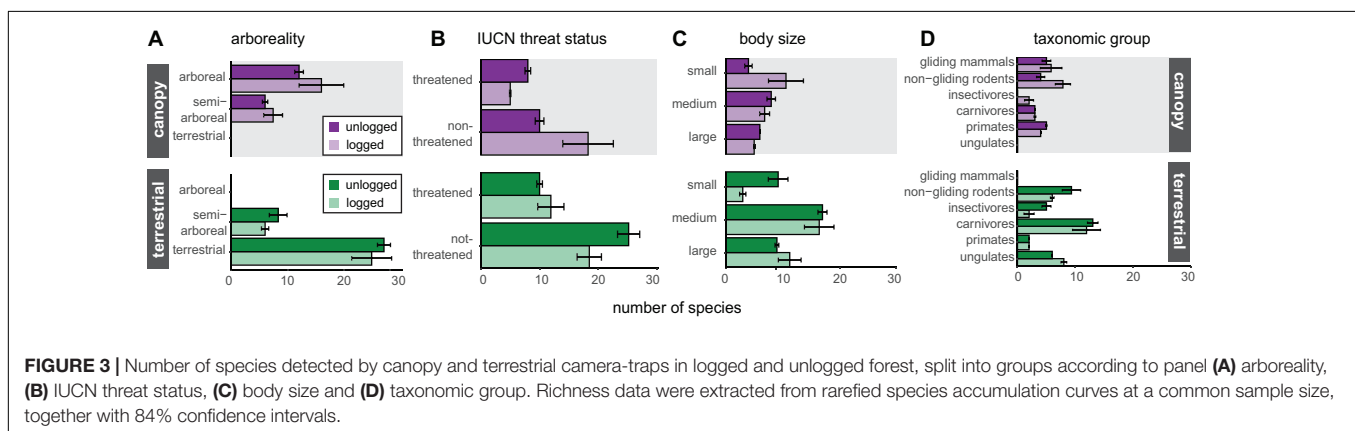 A arboreality
B IUCN threat status
C body size
D taxonomic group
canopy
arboreal
semi-
arboreal
terrestrial
unlogged
logged
threatened
non-
threatened
small
medium
large
gliding mammals
non-gliding rodents
insectivores
carnivores
primates
ungulates
canopy
terrestrial
arboreal
semi-
arboreal
terrestrial
unlogged
logged
0 10 20 30
threatened
not-
threatened
0 10 20 30
small
medium
large
0 10 20 30
gliding mammals
non-gliding rodents
insectivores
carnivores
primates
ungulates
0 10 20 30
terrestrial
number of species
FIGURE 3 | Number of species detected by canopy and terrestrial camera-traps in logged and unlogged forest, split into groups according to panel (A) arboreality,
(B) IUCN threat status, (C) body size and (D) taxonomic group. Richness data were extracted from rarefied species accumulation curves at a common sample size,
together with 84% confidence intervals.